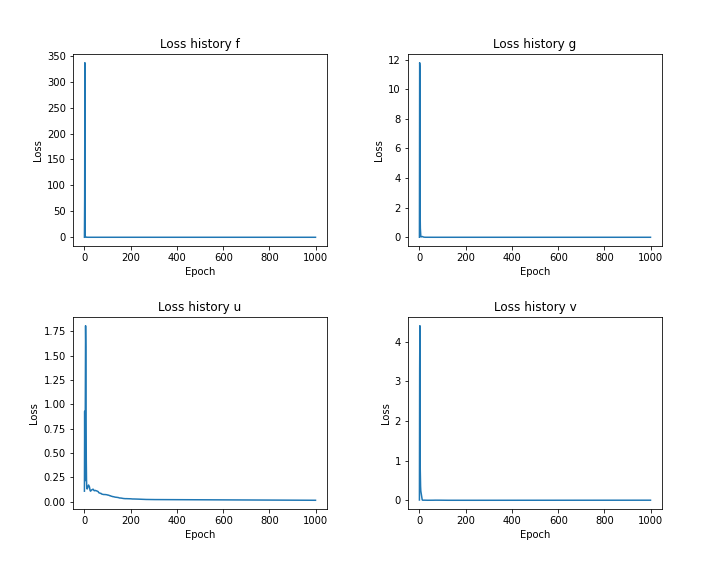 Loss history f
350
300
250
200
150
100
50
0
Loss
0 200 400 600 800 1000
Epoch
Loss history g
12
10
8
6
4
2
0
Loss
0 200 400 600 800 1000
Epoch
Loss history u
1.75
1.50
1.25
1.00
0.75
0.50
0.25
0.00
Loss
0 200 400 600 800 1000
Epoch
Loss history v
4
3
2
1
0
Loss
0 200 400 600 800 1000
Epoch